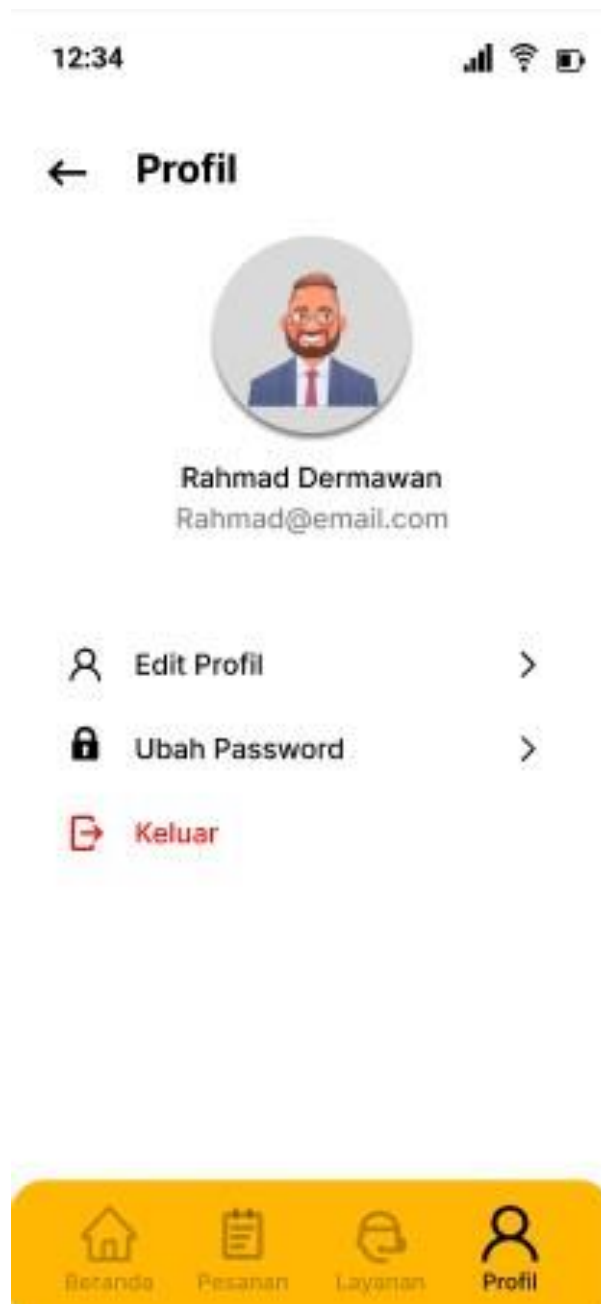 12:34
Profil
Rahmad Dermawan
Rahmad@email.com
Edit Profil
Ubah Password
Keluar
Beranda Pesanan Layanan Profil